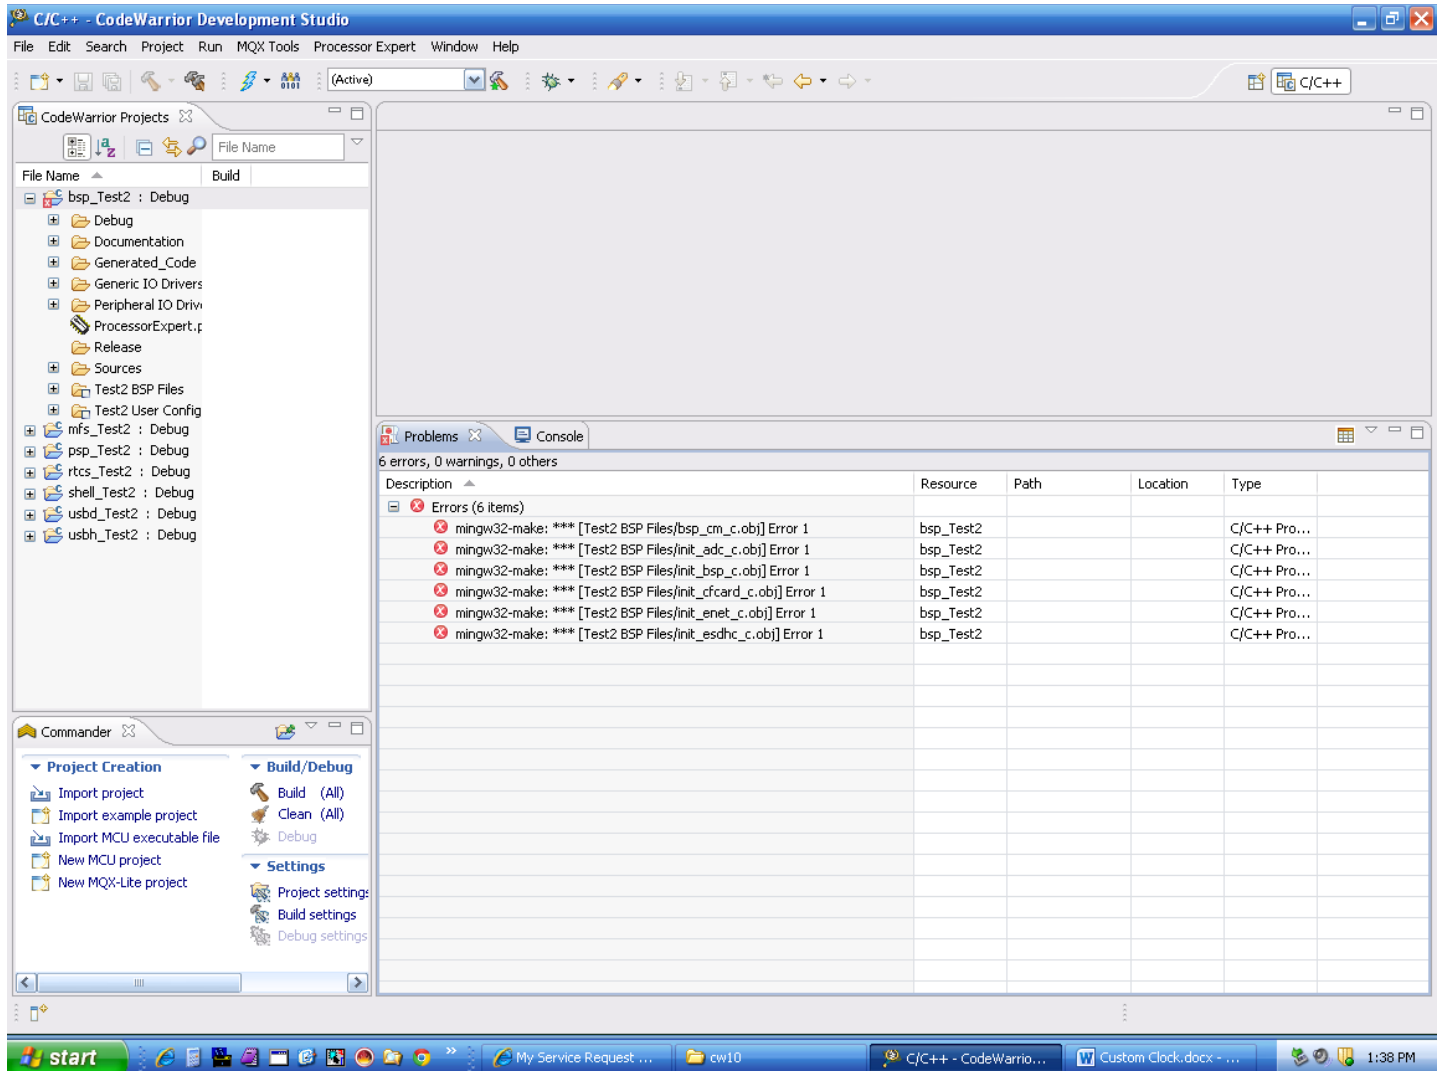 C/C++ - CodeWarrior Development Studio
File Edit Search Project Run MQX Tools Processor Expert Window Help
(Active)
C/C++
CodeWarrior Projects
File Name
File Name Build
bsp_Test2 : Debug
Debug
Documentation
Generated_Code
Generic IO Drivers
Peripheral IO Driv
ProcessorExpert.p
Release
Sources
Test2 BSP Files
Test2 User Config
mfs_Test2 : Debug
psp_Test2 : Debug
rtcs_Test2 : Debug
shell_Test2 : Debug
usbd_Test2 : Debug
usbh_Test2 : Debug
Problems Console
6 errors, 0 warnings, 0 others
Description Resource Path Location Type
Errors (6 items)
mingw32-make: *** [Test2 BSP Files/bsp_cm_c.obj] Error 1 bsp_Test2 C/C++ Pro...
mingw32-make: *** [Test2 BSP Files/init_adc_c.obj] Error 1 bsp_Test2 C/C++ Pro...
mingw32-make: *** [Test2 BSP Files/init_bsp_c.obj] Error 1 bsp_Test2 C/C++ Pro...
mingw32-make: *** [Test2 BSP Files/init_cfcard_c.obj] Error 1 bsp_Test2 C/C++ Pro...
mingw32-make: *** [Test2 BSP Files/init_enet_c.obj] Error 1 bsp_Test2 C/C++ Pro...
mingw32-make: *** [Test2 BSP Files/init_esdhc_c.obj] Error 1 bsp_Test2 C/C++ Pro...
Commander
Project Creation
Import project
Import example project
Import MCU executable file
New MCU project
New MQX-Lite project
Build/Debug
Build (All)
Clean (All)
Debug
Settings
Project settings
Build settings
Debug settings
start My Service Request ... cw10 C/C++ - CodeWarrio... Custom Clock.docx - ... 1:38 PM